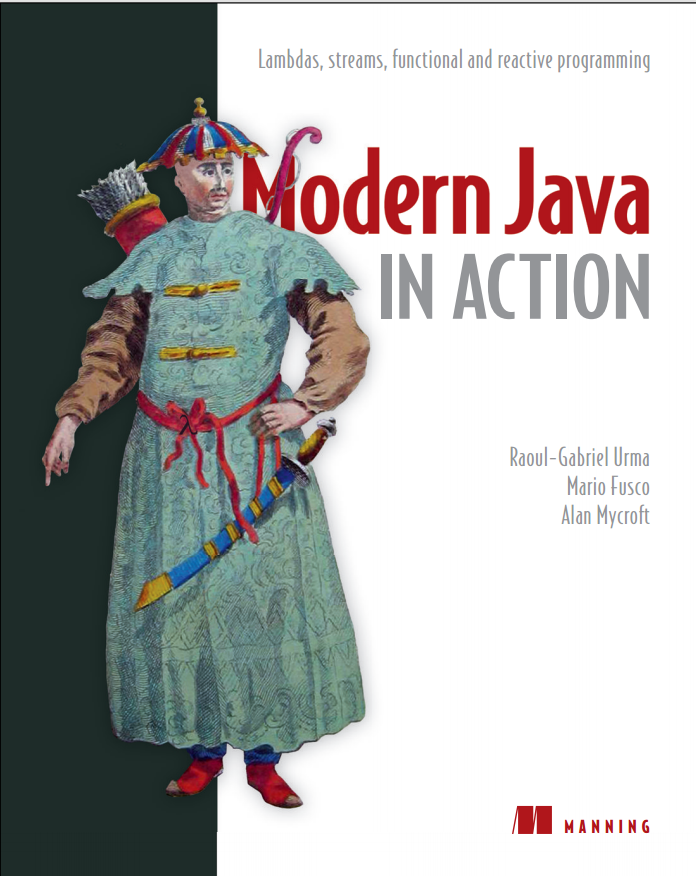 Lambdas, streams, functional and reactive programming
Modern Java
IN ACTION
Raoul-Gabriel Urma
Mario Fusco
Alan Mycroft
MANNING